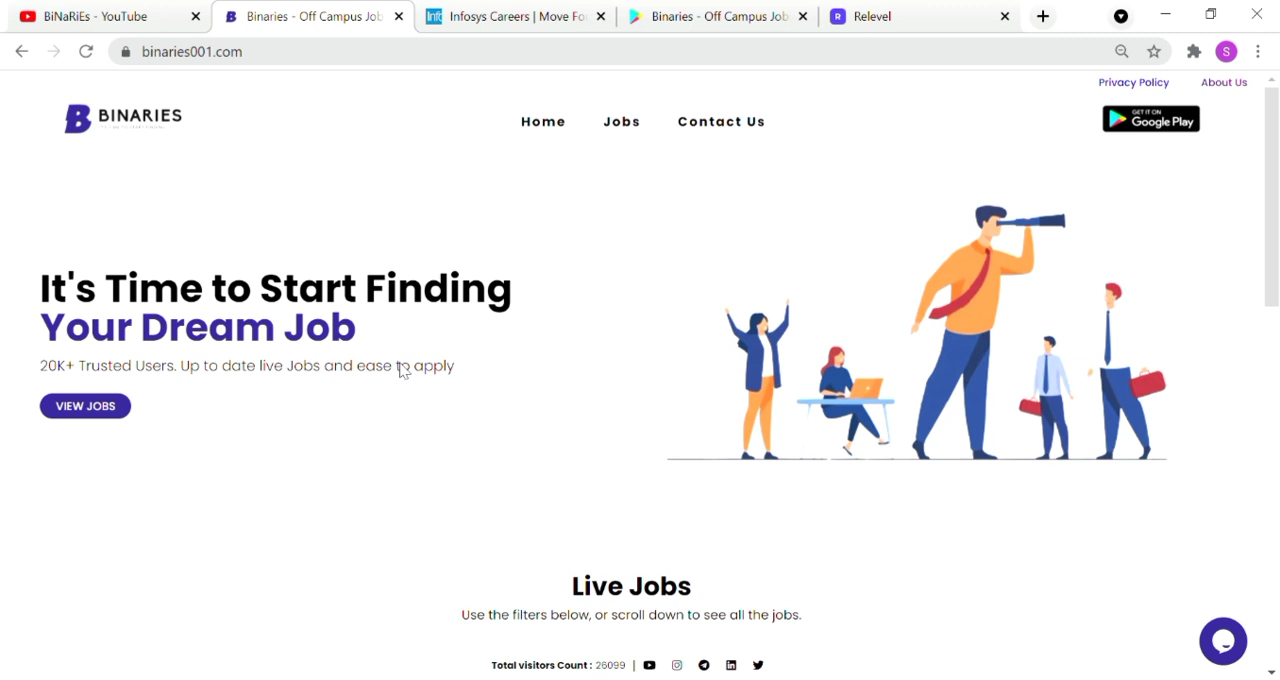 BiNaRiEs - YouTube
Binaries - Off Campus Job
Infosys Careers | Move Fo
Binaries - Off Campus Job
Relevel
binaries001.com
S
Privacy Policy About Us
BINARIES
Home Jobs Contact Us
GET IT ON
Google Play
It's Time to Start Finding
Your Dream Job
20K+ Trusted Users. Up to date live Jobs and ease to apply
VIEW JOBS
Live Jobs
Use the filters below, or scroll down to see all the jobs.
Total visitors Count : 26099 |